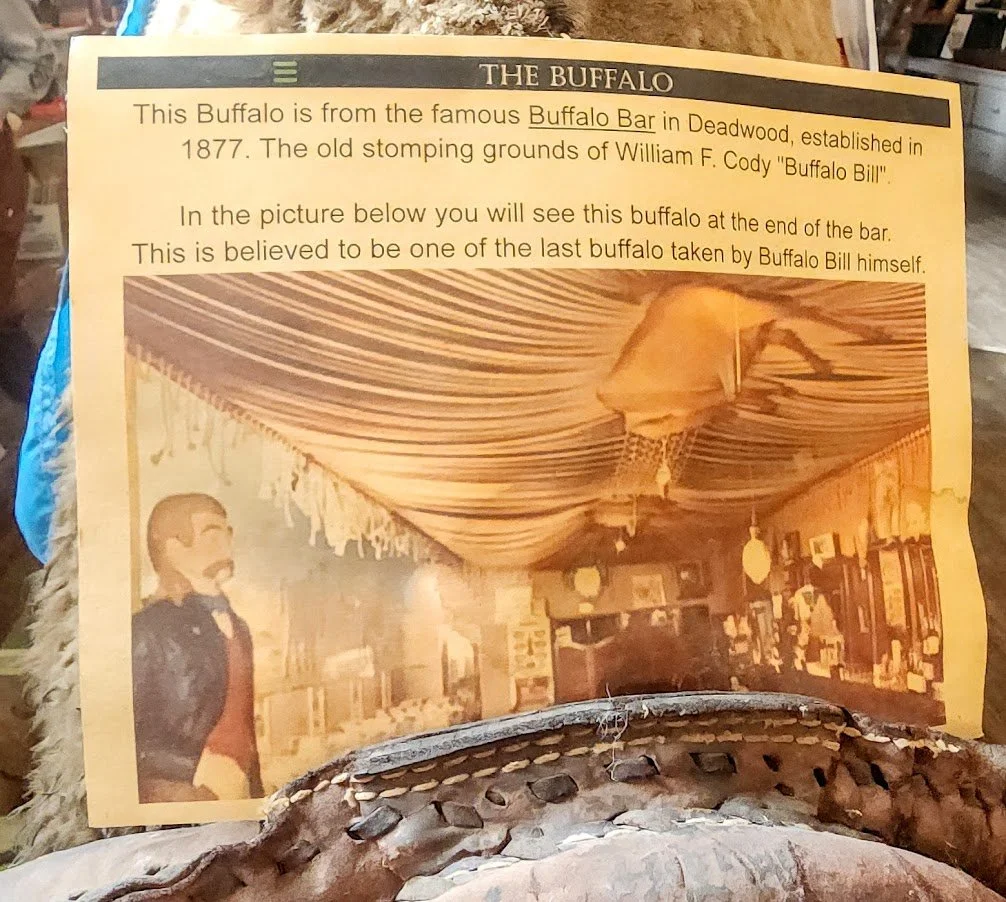 THE BUFFALO
This Buffalo is from the famous Buffalo Bar in Deadwood, established in
1877. The old stomping grounds of William F. Cody "Buffalo Bill".
In the picture below you will see this buffalo at the end of the bar.
This is believed to be one of the last buffalo taken by Buffalo Bill himself.